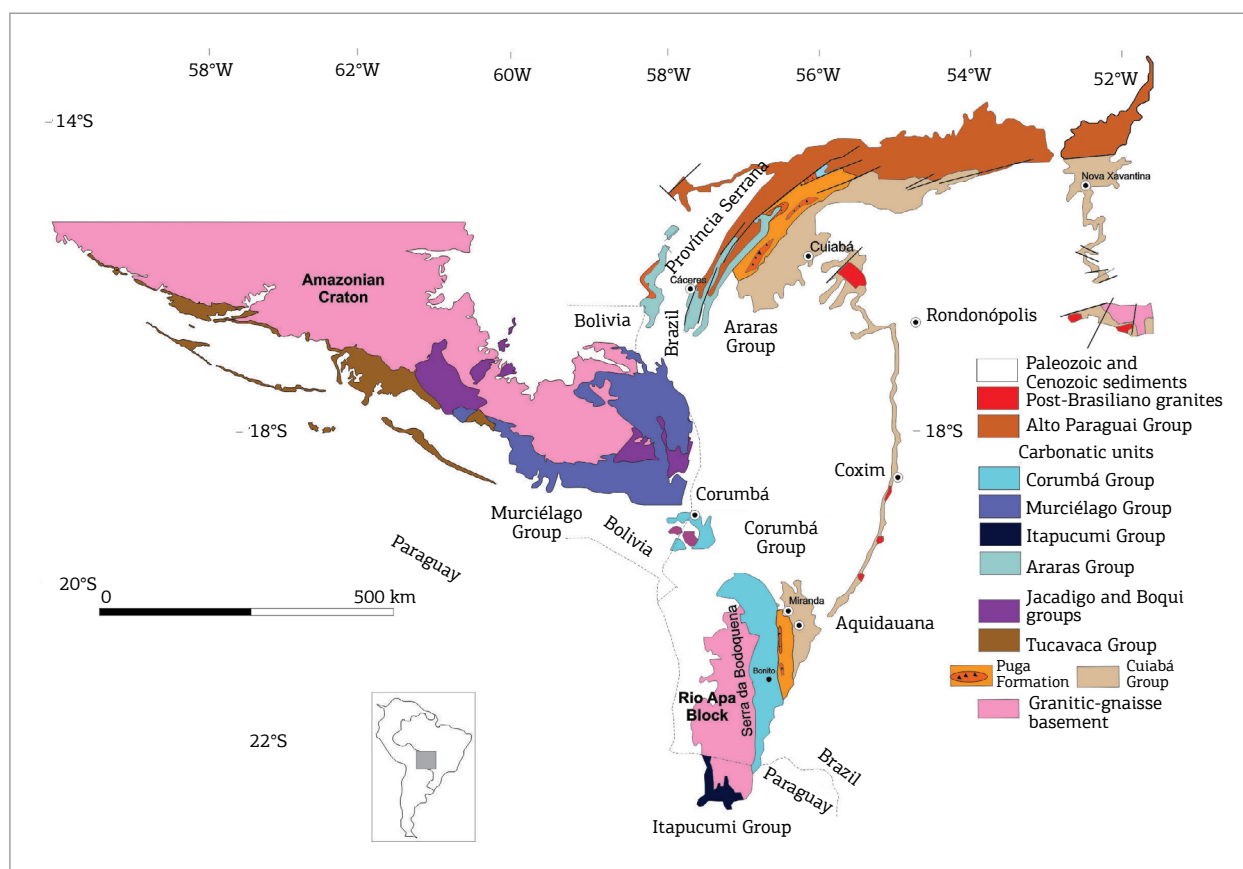 58°W
62°W
60°W
58°W
56°W
54°W
52°W
14°S
Nova Xavantina
Província Serrana
Cuiabá
Amazonian
Craton
Cáceres
Bolivia
Brazil
Araras
Group
Rondonópolis
Paleozoic and
Cenozoic sediments
Post-Brasiliano granites
Alto Paraguai Group
18°S
18°S
Carbonatic units
Corumbá Group
Murciélago Group
Itapucumi Group
Araras Group
Jacadigo and Boqui
groups
Tucavaca Group
Puga
Formation
Cuiabá
Group
Granitic-gnaisse
basement
Coxim
Corumbá
Murciélago
Group
Bolivia
Corumbá
Group
Paraguay
20°S
0
500 km
Miranda
Aquidauana
Serra da Bodoquena
Bonito
Rio Apa
Block
22°S
Brazil
Paraguay
Itapucumi Group